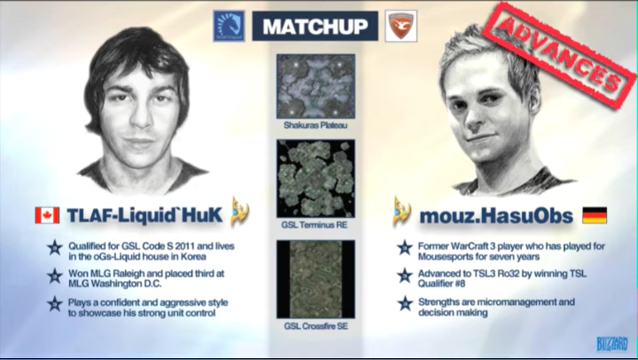 MATCHUP
ADVANCES
Shakuras Plateau
GSL Terminus RE
GSL Crossfire SE
TLAF-Liquid`HuK
Qualified for GSL Code S 2011 and lives
in the oGs-Liquid house in Korea
Won MLG Raleigh and placed third at
MLG Washington D.C.
Plays a confident and aggressive style
to showcase his strong unit control
mouz.HasuObs
Former WarCraft 3 player who has played for
Mousesports for seven years
Advanced to TSL3 Ro32 by winning TSL
Qualifier #8
Strengths are micromanagement and
decision making
BLIZZARD